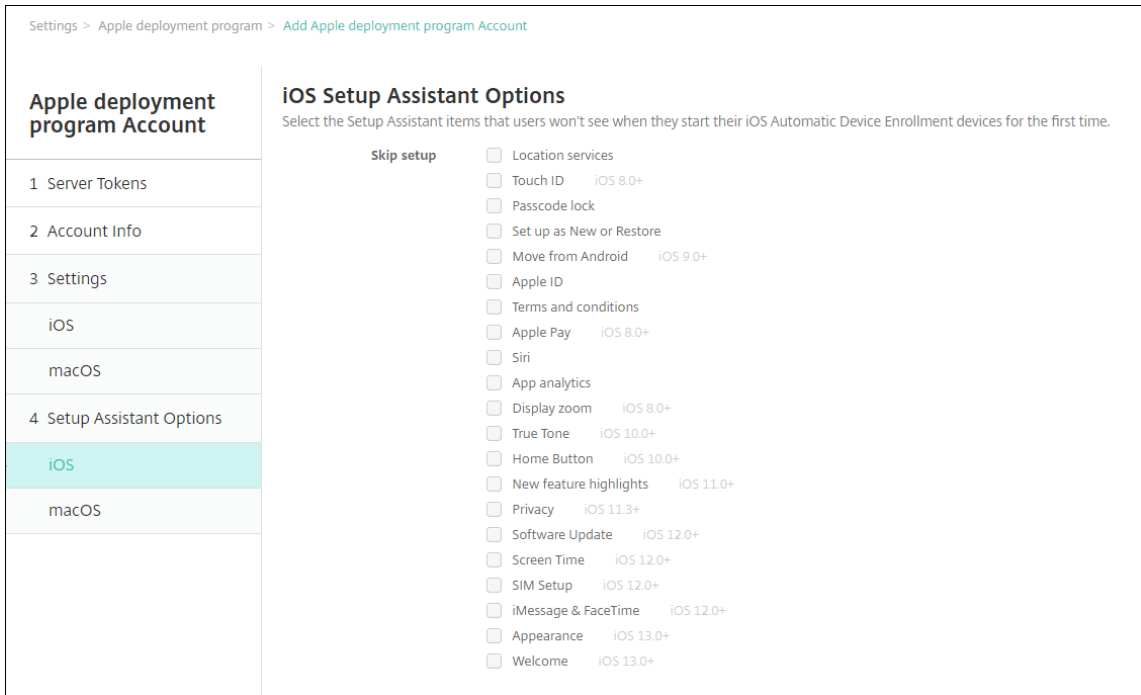 Settings > Apple deployment program > Add Apple deployment program Account
Apple deployment
program Account
1 Server Tokens
2 Account Info
3 Settings
iOS
macOS
4 Setup Assistant Options
iOS
macOS
iOS Setup Assistant Options
Select the Setup Assistant items that users won't see when they start their iOS Automatic Device Enrollment devices for the first time.
Skip setup Location services
Touch ID iOS 8.0+
Passcode lock
Set up as New or Restore
Move from Android iOS 9.0+
Apple ID
Terms and conditions
Apple Pay iOS 8.0+
Siri
App analytics
Display zoom iOS 8.0+
True Tone iOS 10.0+
Home Button iOS 10.0+
New feature highlights iOS 11.0+
Privacy iOS 11.3+
Software Update iOS 12.0+
Screen Time iOS 12.0+
SIM Setup iOS 12.0+
iMessage & FaceTime iOS 12.0+
Appearance iOS 13.0+
Welcome iOS 13.0+